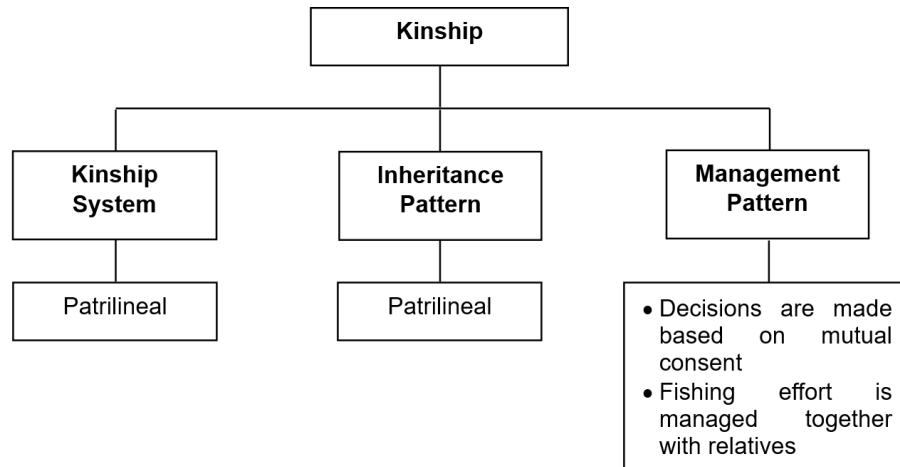 Kinship
Kinship
System
Inheritance
Pattern
Management
Pattern
Patrilineal
Patrilineal
• Decisions are made
based on mutual
consent
• Fishing effort is
managed together
with relatives